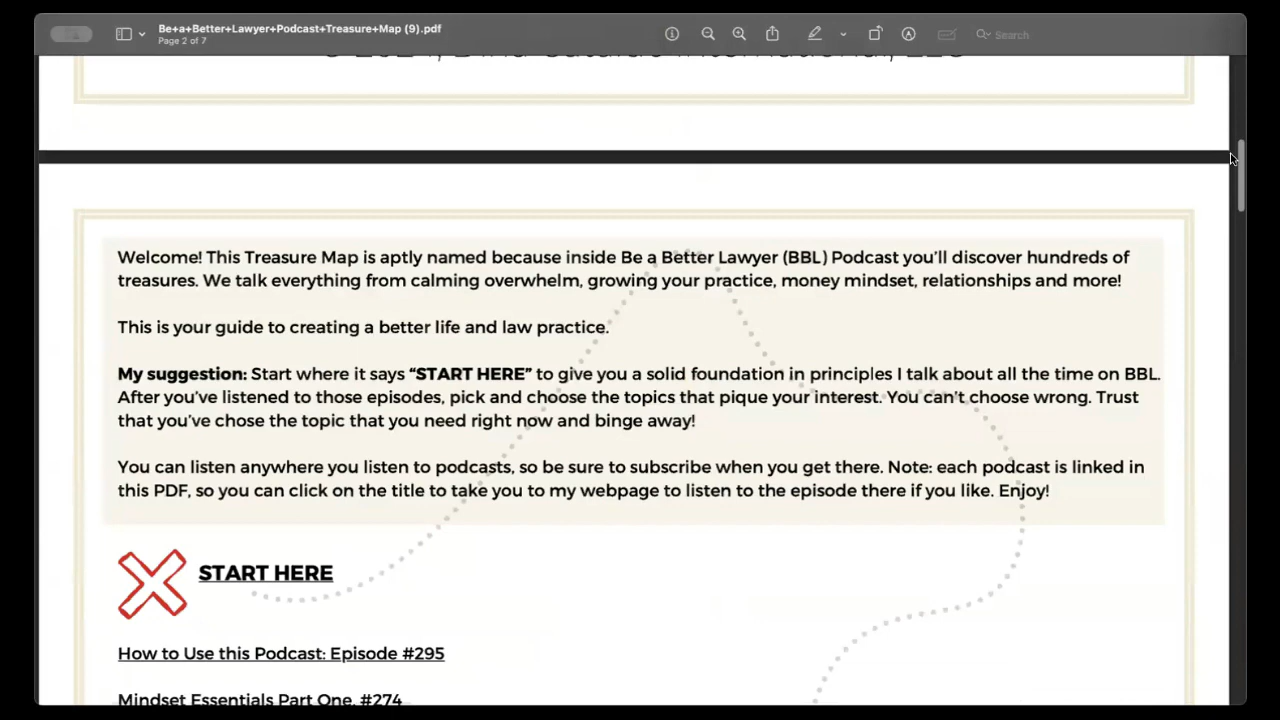 Be+a+Better+Lawyer+Podcast+Treasure+Map (9).pdf
Page 2 of 7
Search
Welcome! This Treasure Map is aptly named because inside Be a Better Lawyer (BBL) Podcast you'll discover hundreds of
treasures. We talk everything from calming overwhelm, growing your practice, money mindset, relationships and more!
This is your guide to creating a better life and law practice.
My suggestion: Start where it says “START HERE” to give you a solid foundation in principles I talk about all the time on BBL.
After you've listened to those episodes, pick and choose the topics that pique your interest. You can't choose wrong. Trust
that you've chose the topic that you need right now and binge away!
You can listen anywhere you listen to podcasts, so be sure to subscribe when you get there. Note: each podcast is linked in
this PDF, so you can click on the title to take you to my webpage to listen to the episode there if you like. Enjoy!
START HERE
How to Use this Podcast: Episode #295
Mindset Essentials Part One, #274